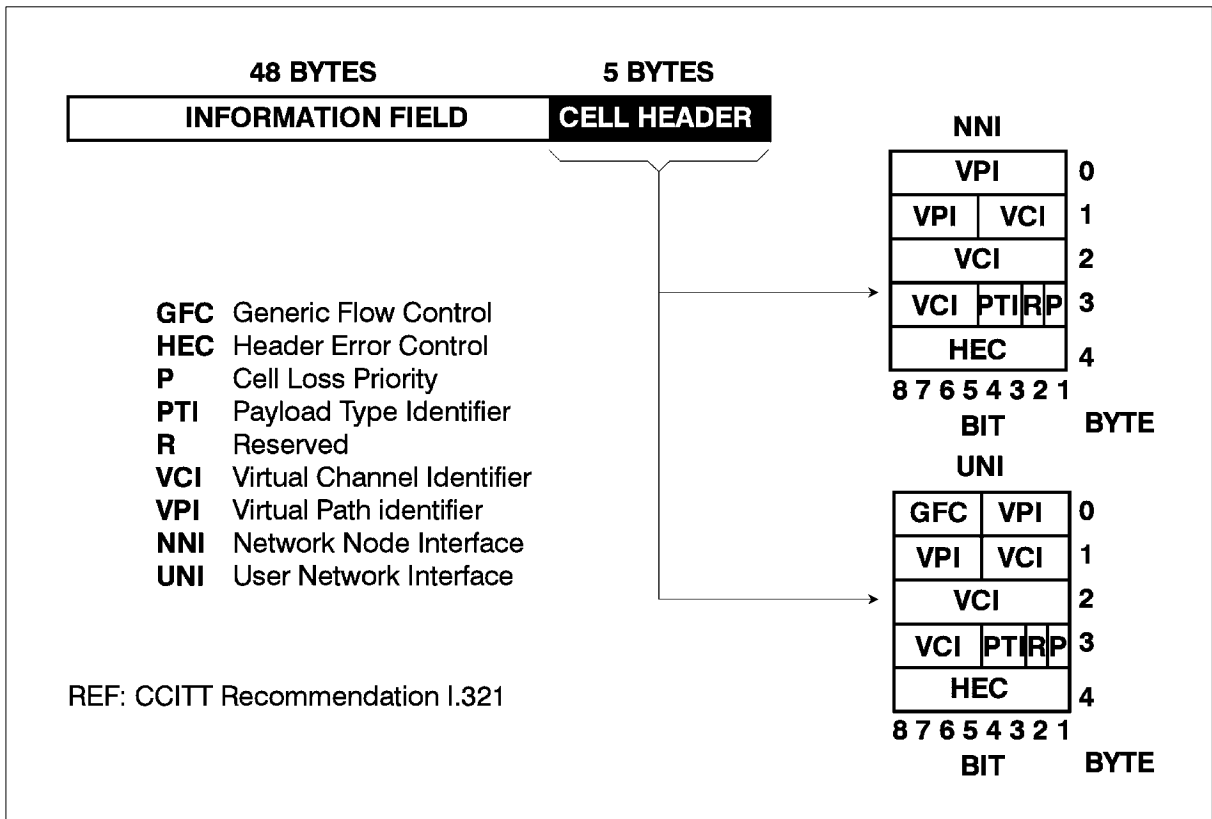 48 BYTES 5 BYTES
INFORMATION FIELD CELL HEADER
NNI
VPI 0
VPI VCI 1
VCI 2
VCI PTI R P 3
HEC 4
8 7 6 5 4 3 2 1
BIT BYTE
GFC Generic Flow Control
HEC Header Error Control
P Cell Loss Priority
PTI Payload Type Identifier
R Reserved
VCI Virtual Channel Identifier
VPI Virtual Path identifier
NNI Network Node Interface
UNI User Network Interface
UNI
GFC VPI 0
VPI VCI 1
VCI 2
VCI PTI R P 3
HEC 4
8 7 6 5 4 3 2 1
BIT BYTE
REF: CCITT Recommendation I.321